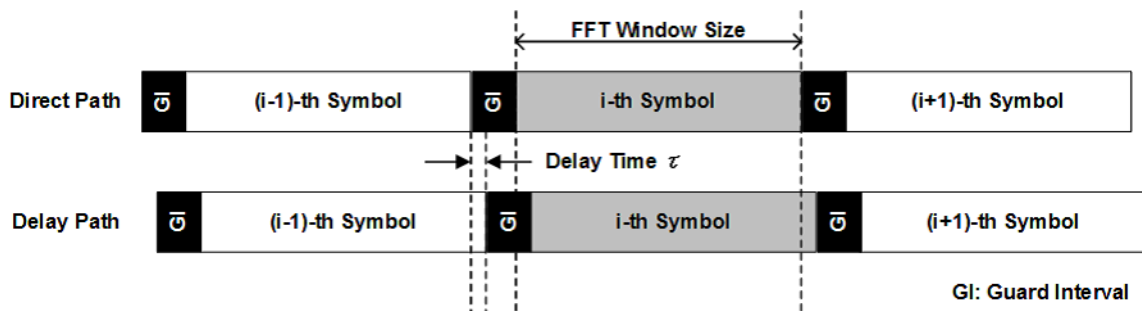 FFT Window Size
Direct Path GI (i-1)-th Symbol GI i-th Symbol GI (i+1)-th Symbol
Delay Time τ
Delay Path GI (i-1)-th Symbol GI i-th Symbol GI (i+1)-th Symbol
GI: Guard Interval